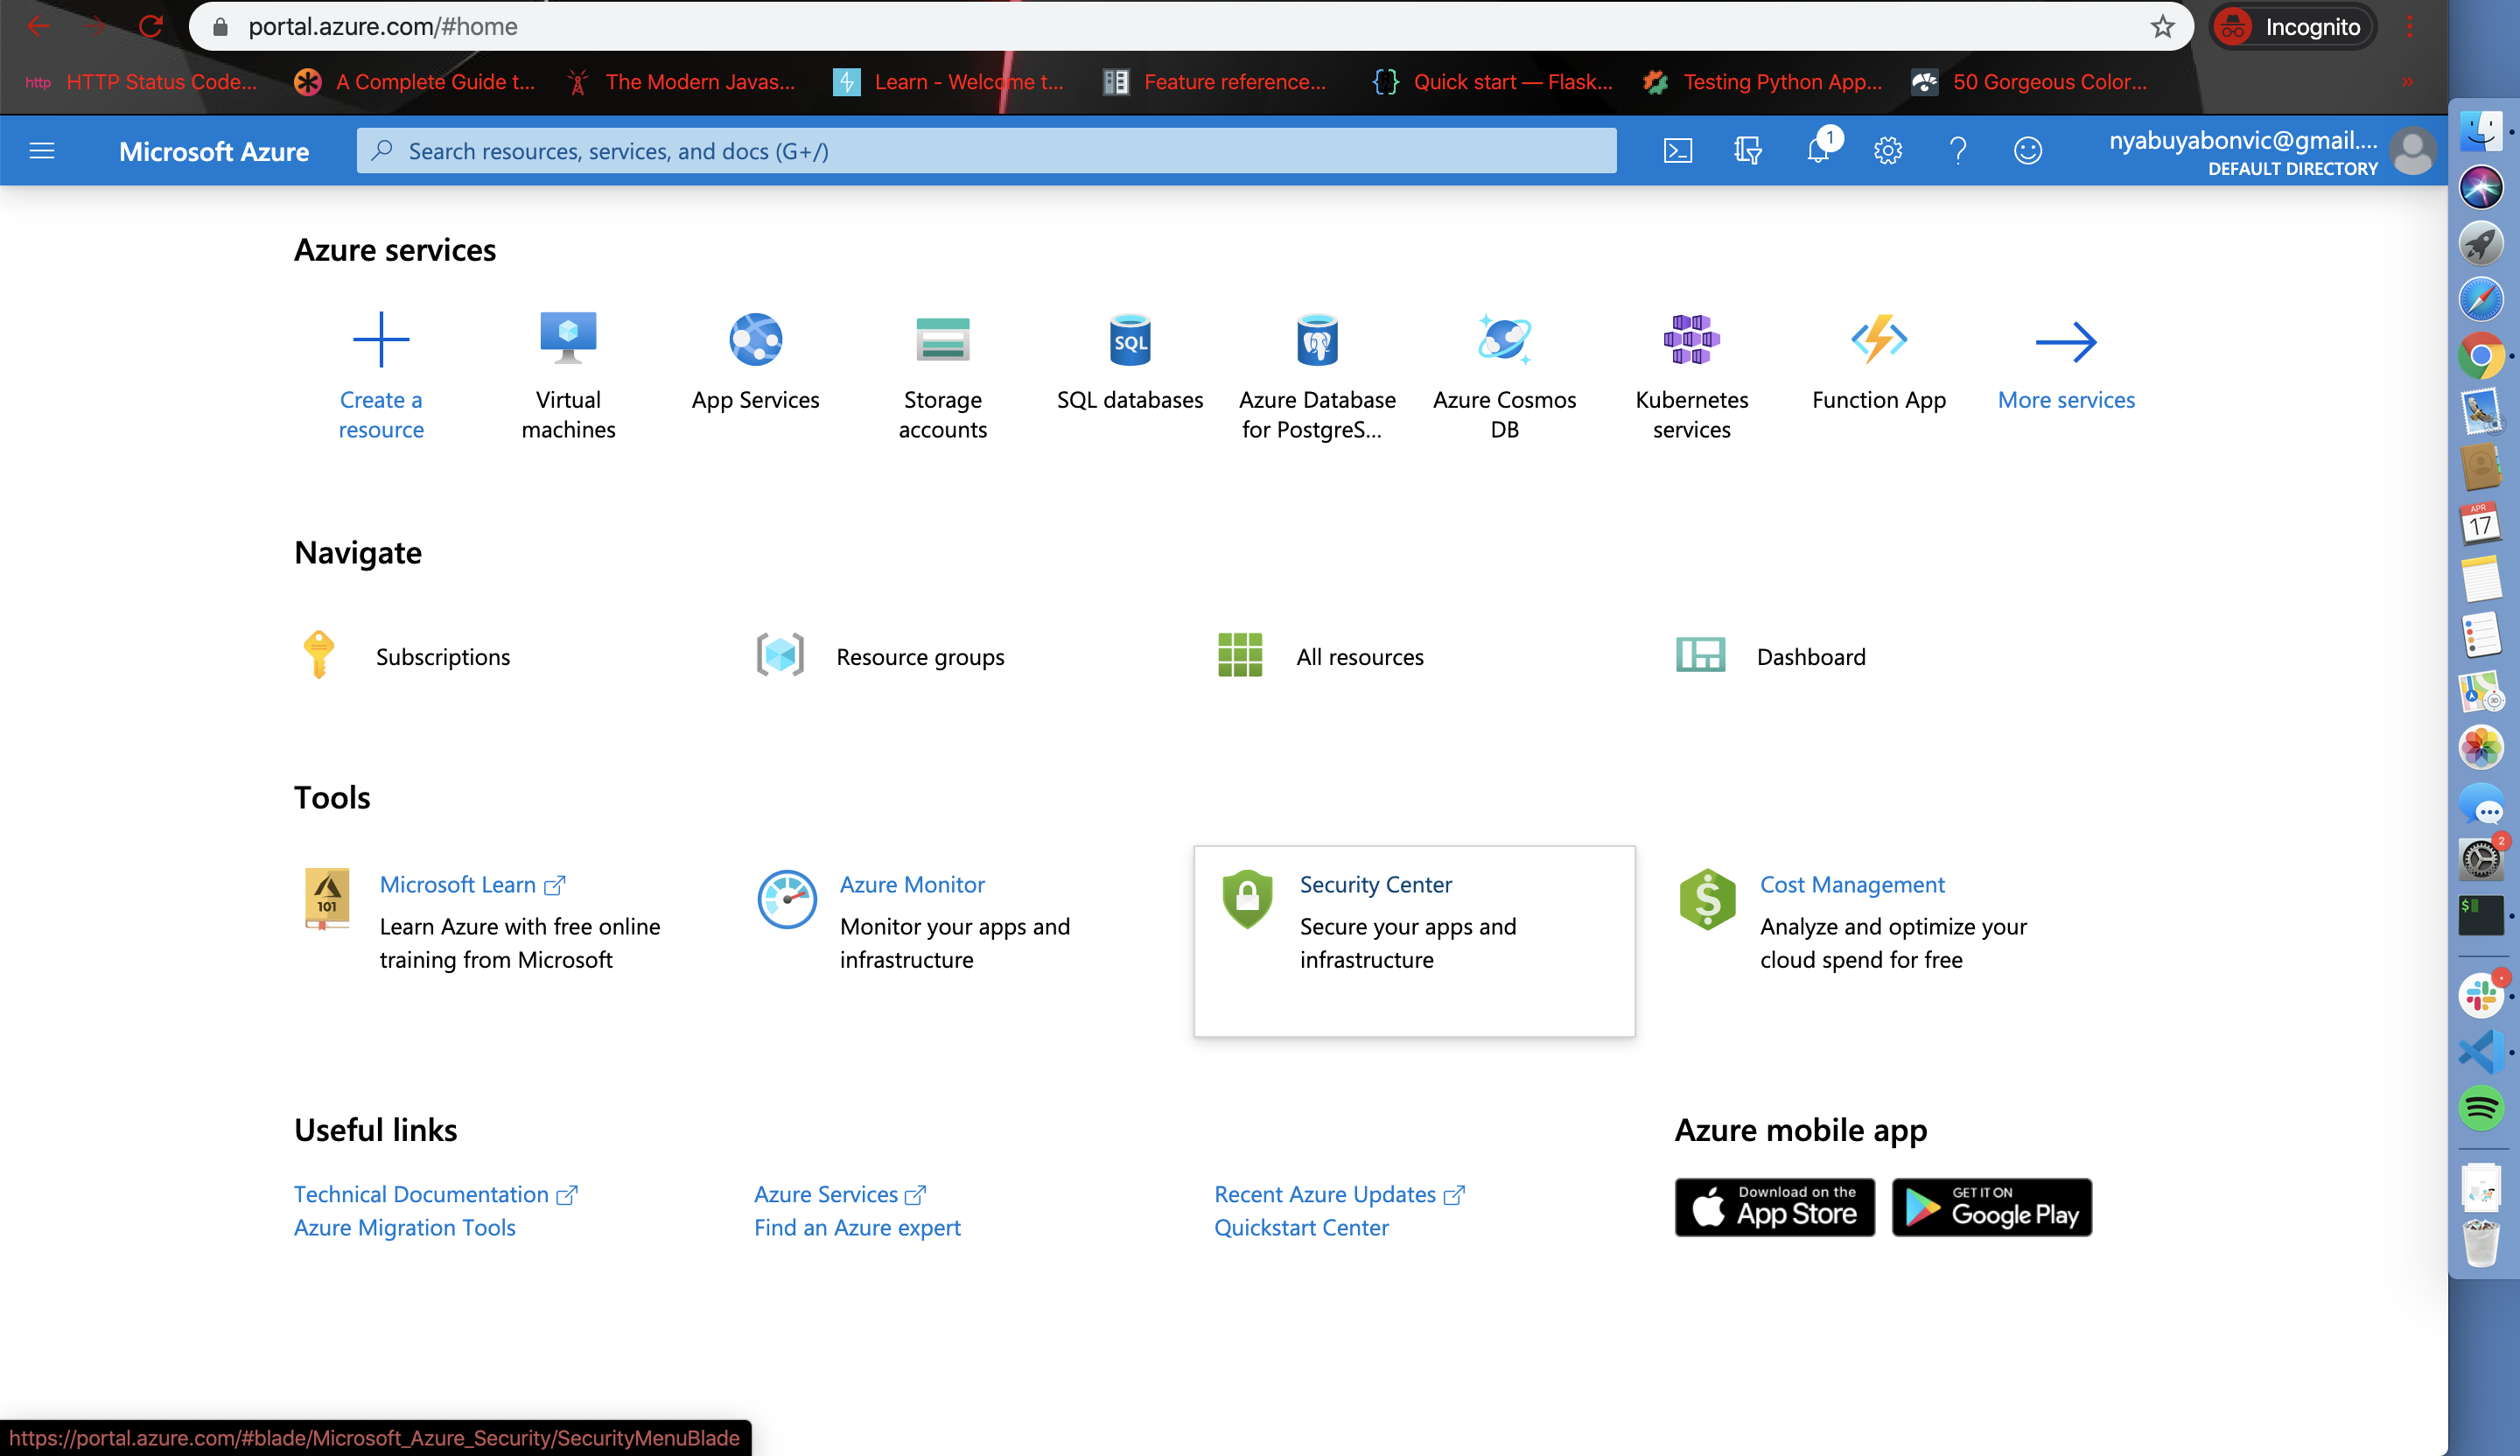 portal.azure.com/#home
Incognito
http HTTP Status Code...
A Complete Guide t...
The Modern Javas...
Learn - Welcome t...
Feature reference...
Quick start — Flask...
Testing Python App...
50 Gorgeous Color...
»
Microsoft Azure
Search resources, services, and docs (G+/)
1
nyabuyabonvic@gmail....
DEFAULT DIRECTORY
Azure services
Create a
resource
Virtual
machines
App Services
Storage
accounts
SQL
SQL databases
Azure Database
for PostgreS...
Azure Cosmos
DB
Kubernetes
services
Function App
More services
Navigate
Subscriptions
Resource groups
All resources
Dashboard
Tools
101
Microsoft Learn
Learn Azure with free online
training from Microsoft
Azure Monitor
Monitor your apps and
infrastructure
Security Center
Secure your apps and
infrastructure
$
Cost Management
Analyze and optimize your
cloud spend for free
Useful links
Technical Documentation
Azure Migration Tools
Azure Services
Find an Azure expert
Recent Azure Updates
Quickstart Center
Azure mobile app
Download on the
App Store
GET IT ON
Google Play
https://portal.azure.com/#blade/Microsoft_Azure_Security/SecurityMenuBlade
APR
17
3D
2
$